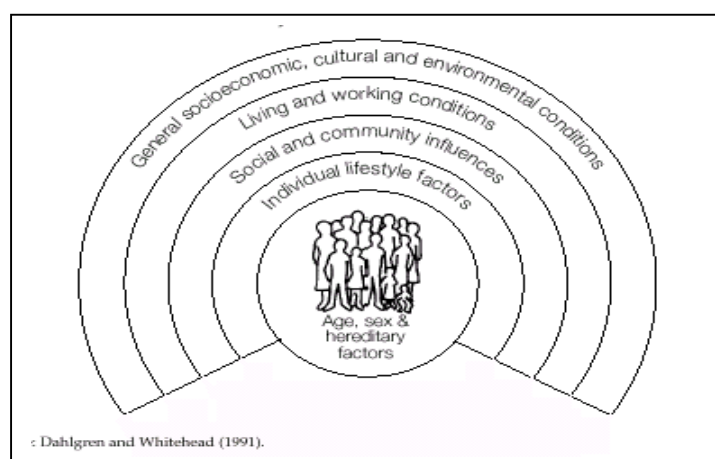 General socioeconomic, cultural and environmental conditions
Living and working conditions
Social and community influences
Individual lifestyle factors
Age, sex &
hereditary
factors
: Dahlgren and Whitehead (1991).